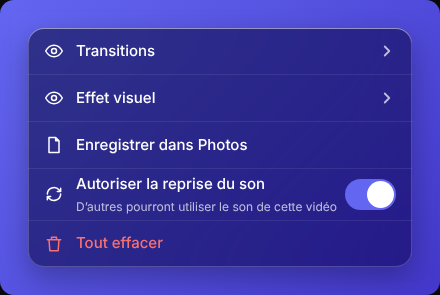 Transitions
Effet visuel
Enregistrer dans Photos
Autoriser la reprise du son
D'autres pourront utiliser le son de cette vidéo
Tout effacer